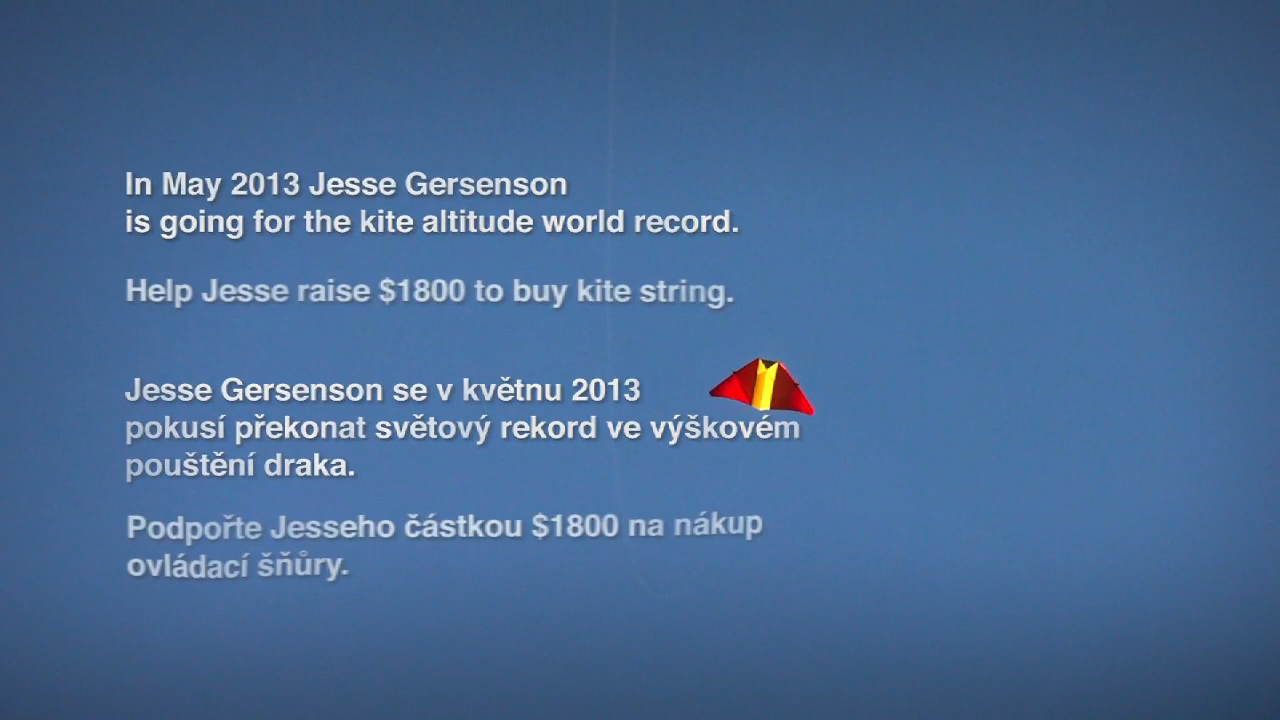 In May 2013 Jesse Gersenson
is going for the kite altitude world record.
Help Jesse raise $1800 to buy kite string.
Jesse Gersenson se v květnu 2013
pokusí překonat světový rekord ve výškovém
pouštění draka.
Podpořte Jesseho částkou $1800 na nákup
ovládací šňůry.